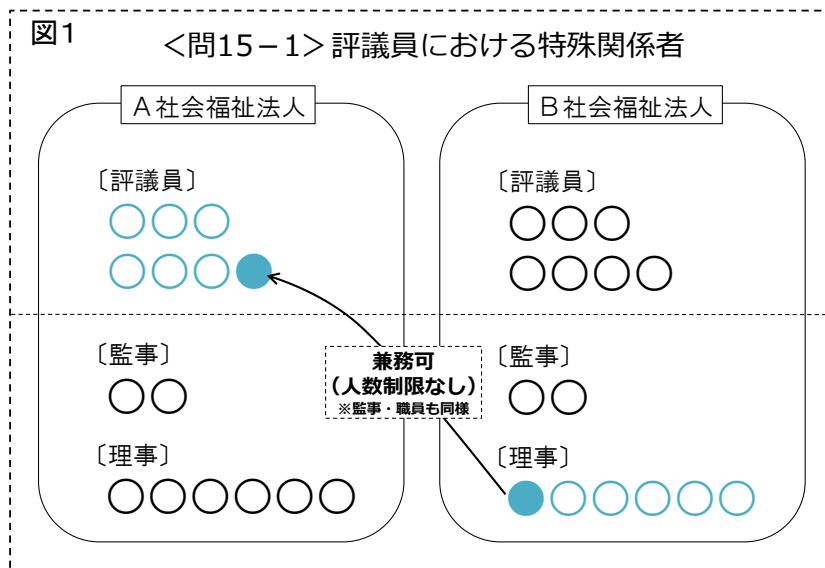 図1
＜問15－1＞評議員における特殊関係者
A社会福祉法人
B社会福祉法人
〔評議員〕
〔評議員〕
〔監事〕
〔監事〕
兼務可
（人数制限なし）
※監事・職員も同様
〔理事〕
〔理事〕